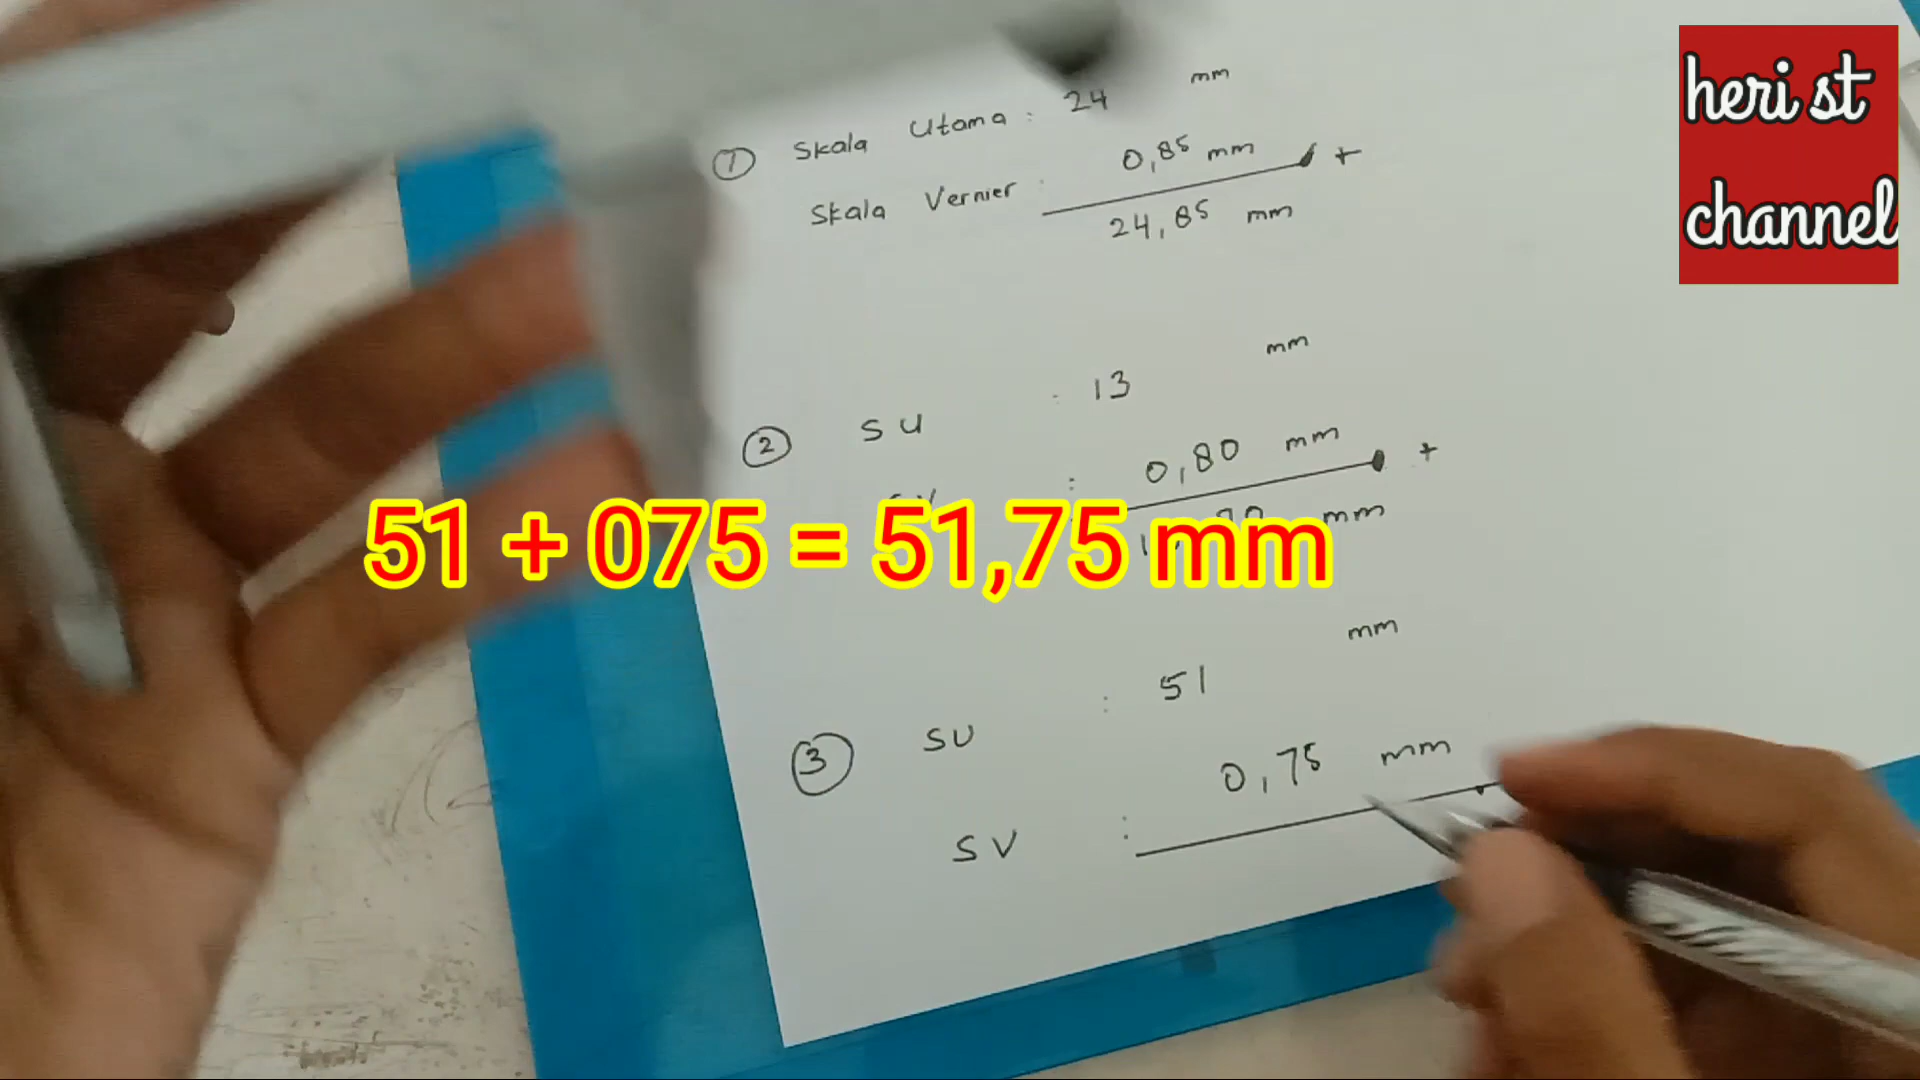 heri st
channel
① Skala Utama : 24 mm
Skala Vernier : 0,85 mm +
24,85 mm
② SU : 13 mm
: 0,80 mm +
mm
51 + 075 = 51,75 mm
③ SU : 51 mm
SV : 0,75 mm